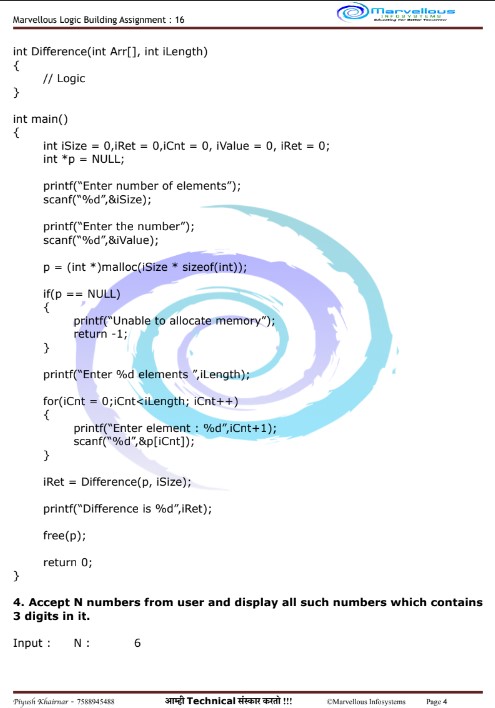 Marvellous Logic Building Assignment : 16
Marvellous
INFOSYSTEMS
Educating for Better Tomorrow
int Difference(int Arr[], int iLength)
{
// Logic
}
int main()
{
int iSize = 0,iRet = 0,iCnt = 0, iValue = 0, iRet = 0;
int *p = NULL;
printf(“Enter number of elements”);
scanf(“%d”,&iSize);
printf(“Enter the number”);
scanf(“%d”,&iValue);
p = (int *)malloc(iSize * sizeof(int));
if(p == NULL)
{
printf(“Unable to allocate memory”);
return -1;
}
printf(“Enter %d elements ”,iLength);
for(iCnt = 0;iCnt<iLength; iCnt++)
{
printf(“Enter element : %d”,iCnt+1);
scanf(“%d”,&p[iCnt]);
}
iRet = Difference(p, iSize);
printf(“Difference is %d”,iRet);
free(p);
return 0;
}
4. Accept N numbers from user and display all such numbers which contains
3 digits in it.
Input : N : 6
Piyush Khairnar - 7588945488 आम्ही Technical संस्कार करतो !!! ©Marvellous Infosystems Page 4